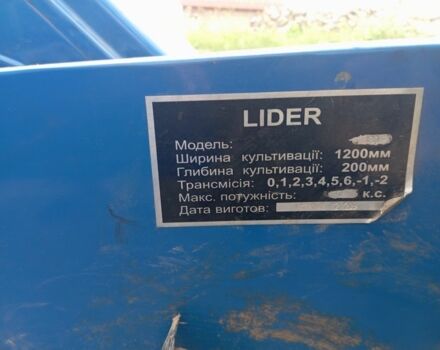 LIDER
Модель:
Ширина культивації: 1200мм
Глибина культивації: 200мм
Трансмісія: 0,1,2,3,4,5,6,-1,-2
Макс. потужність: к.с.
Дата виготов: